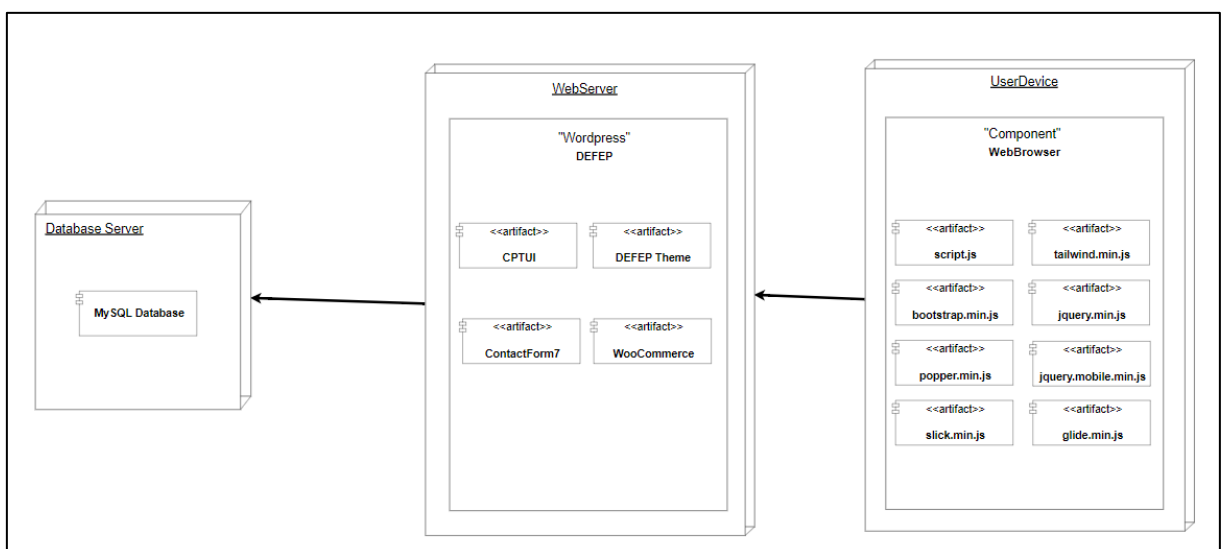 Database Server
MySQL Database
WebServer
"Wordpress"
DEFEP
<<artifact>>
CPTUI
<<artifact>>
DEFEP Theme
<<artifact>>
ContactForm7
<<artifact>>
WooCommerce
UserDevice
"Component"
WebBrowser
<<artifact>>
script.js
<<artifact>>
tailwind.min.js
<<artifact>>
bootstrap.min.js
<<artifact>>
jquery.min.js
<<artifact>>
popper.min.js
<<artifact>>
jquery.mobile.min.js
<<artifact>>
slick.min.js
<<artifact>>
glide.min.js